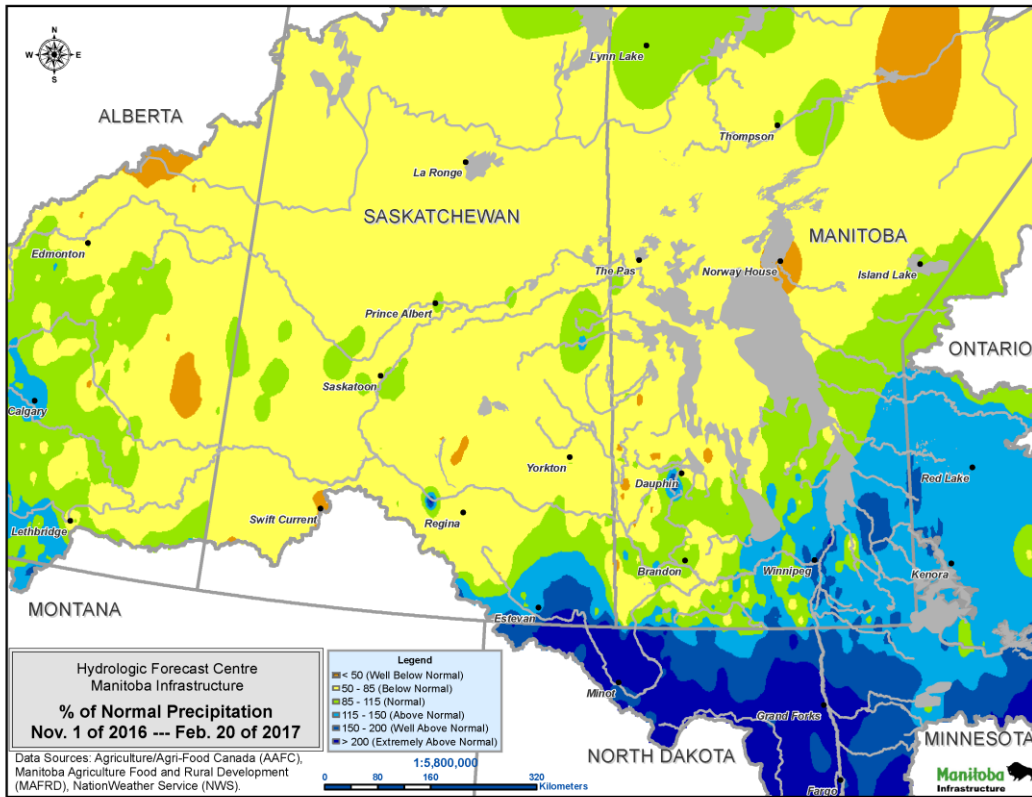 N
W E
S
Lynn Lake
ALBERTA
Thompson
La Ronge
SASKATCHEWAN
MANITOBA
Edmonton
The Pas
Norway House
Island Lake
Prince Albert
ONTARIO
Saskatoon
Calgary
Yorkton
Dauphin
Red Lake
Swift Current
Regina
Lethbridge
Brandon
Winnipeg
Kenora
MONTANA
Estevan
Hydrologic Forecast Centre
Manitoba Infrastructure
% of Normal Precipitation
Nov. 1 of 2016 --- Feb. 20 of 2017
Legend
< 50 (Well Below Normal)
50 - 85 (Below Normal)
85 - 115 (Normal)
115 - 150 (Above Normal)
150 - 200 (Well Above Normal)
> 200 (Extremely Above Normal)
Minot
Grand Forks
NORTH DAKOTA
MINNESOTA
Data Sources: Agriculture/Agri-Food Canada (AAFC),
Manitoba Agriculture Food and Rural Development
(MAFRD), NationWeather Service (NWS).
1:5,800,000
0 80 160 320
Kilometers
Fargo
Manitoba
Infrastructure